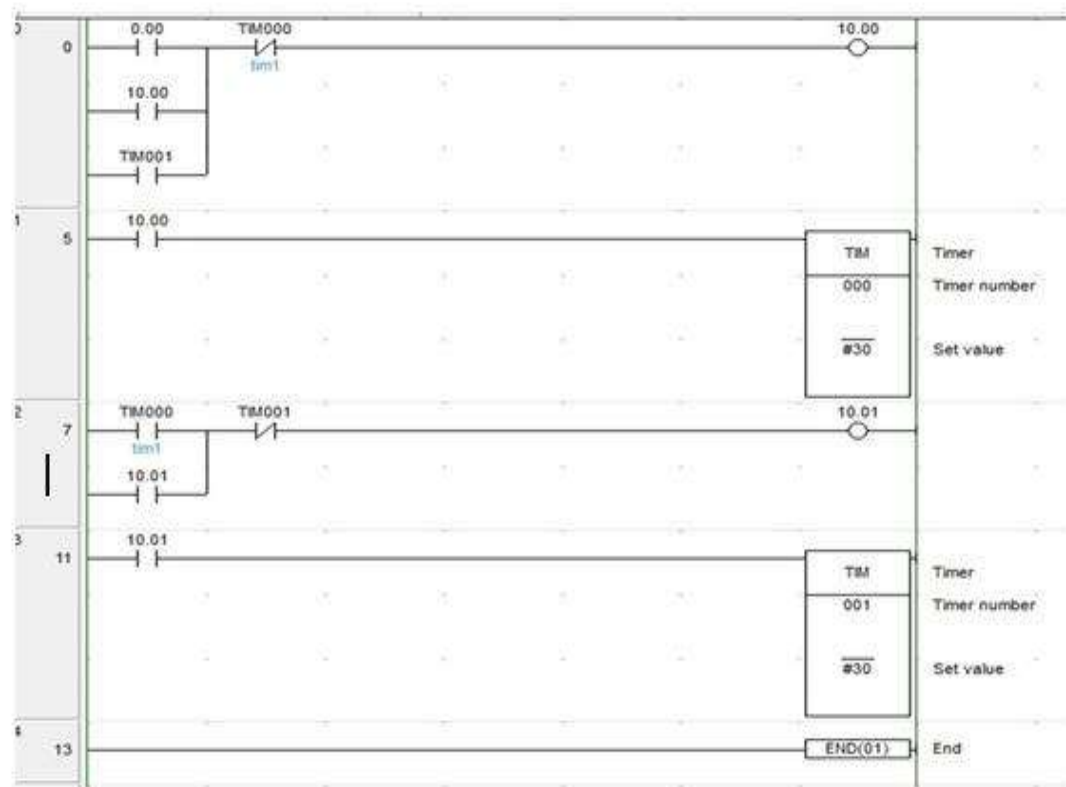 0
0.00 TIM000 10.00
0
tim1
10.00
TIM001
1
10.00
5
TIM Timer
000 Timer number
#30 Set value
2
TIM000 TIM001 10.01
7
tim1
10.01
3
10.01
11
TIM Timer
001 Timer number
#30 Set value
4
13 END(01) End